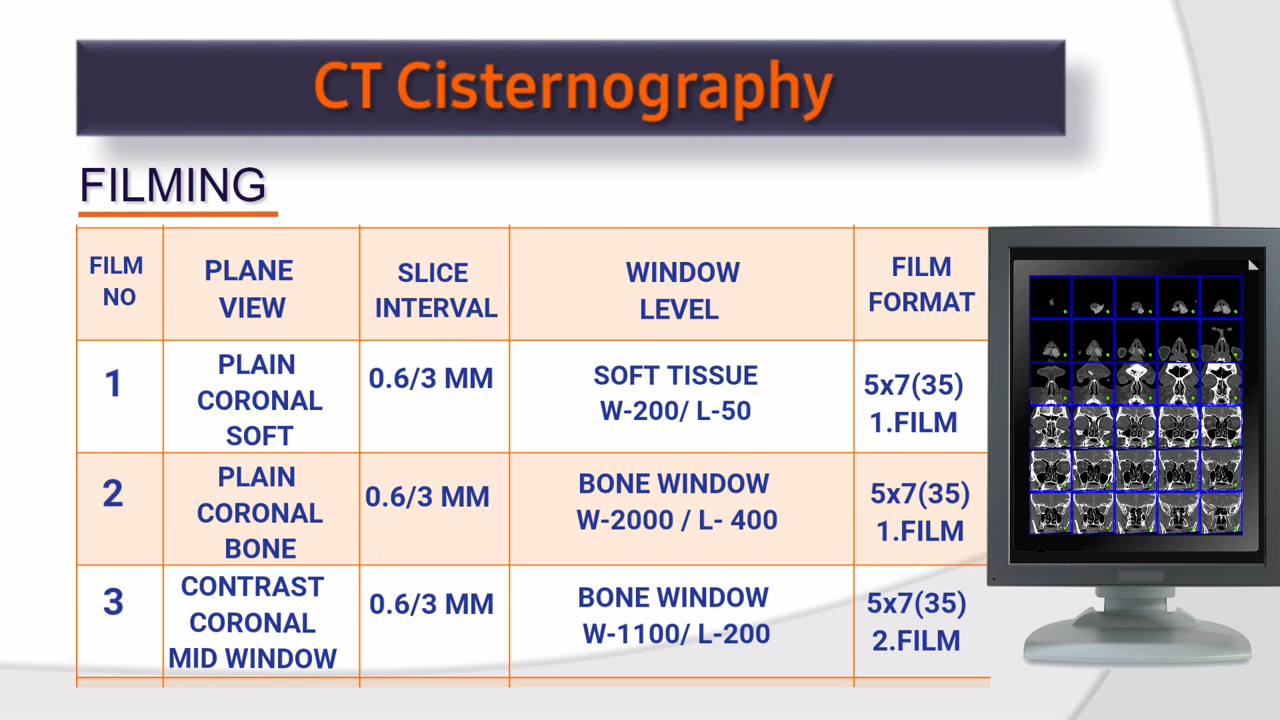 CT Cisternography
FILMING
FILM
NO
PLANE
VIEW
SLICE
INTERVAL
WINDOW
LEVEL
FILM
FORMAT
1
PLAIN
CORONAL
SOFT
0.6/3 MM
SOFT TISSUE
W-200/ L-50
5x7(35)
1.FILM
2
PLAIN
CORONAL
BONE
0.6/3 MM
BONE WINDOW
W-2000 / L- 400
5x7(35)
1.FILM
3
CONTRAST
CORONAL
MID WINDOW
0.6/3 MM
BONE WINDOW
W-1100/ L-200
5x7(35)
2.FILM